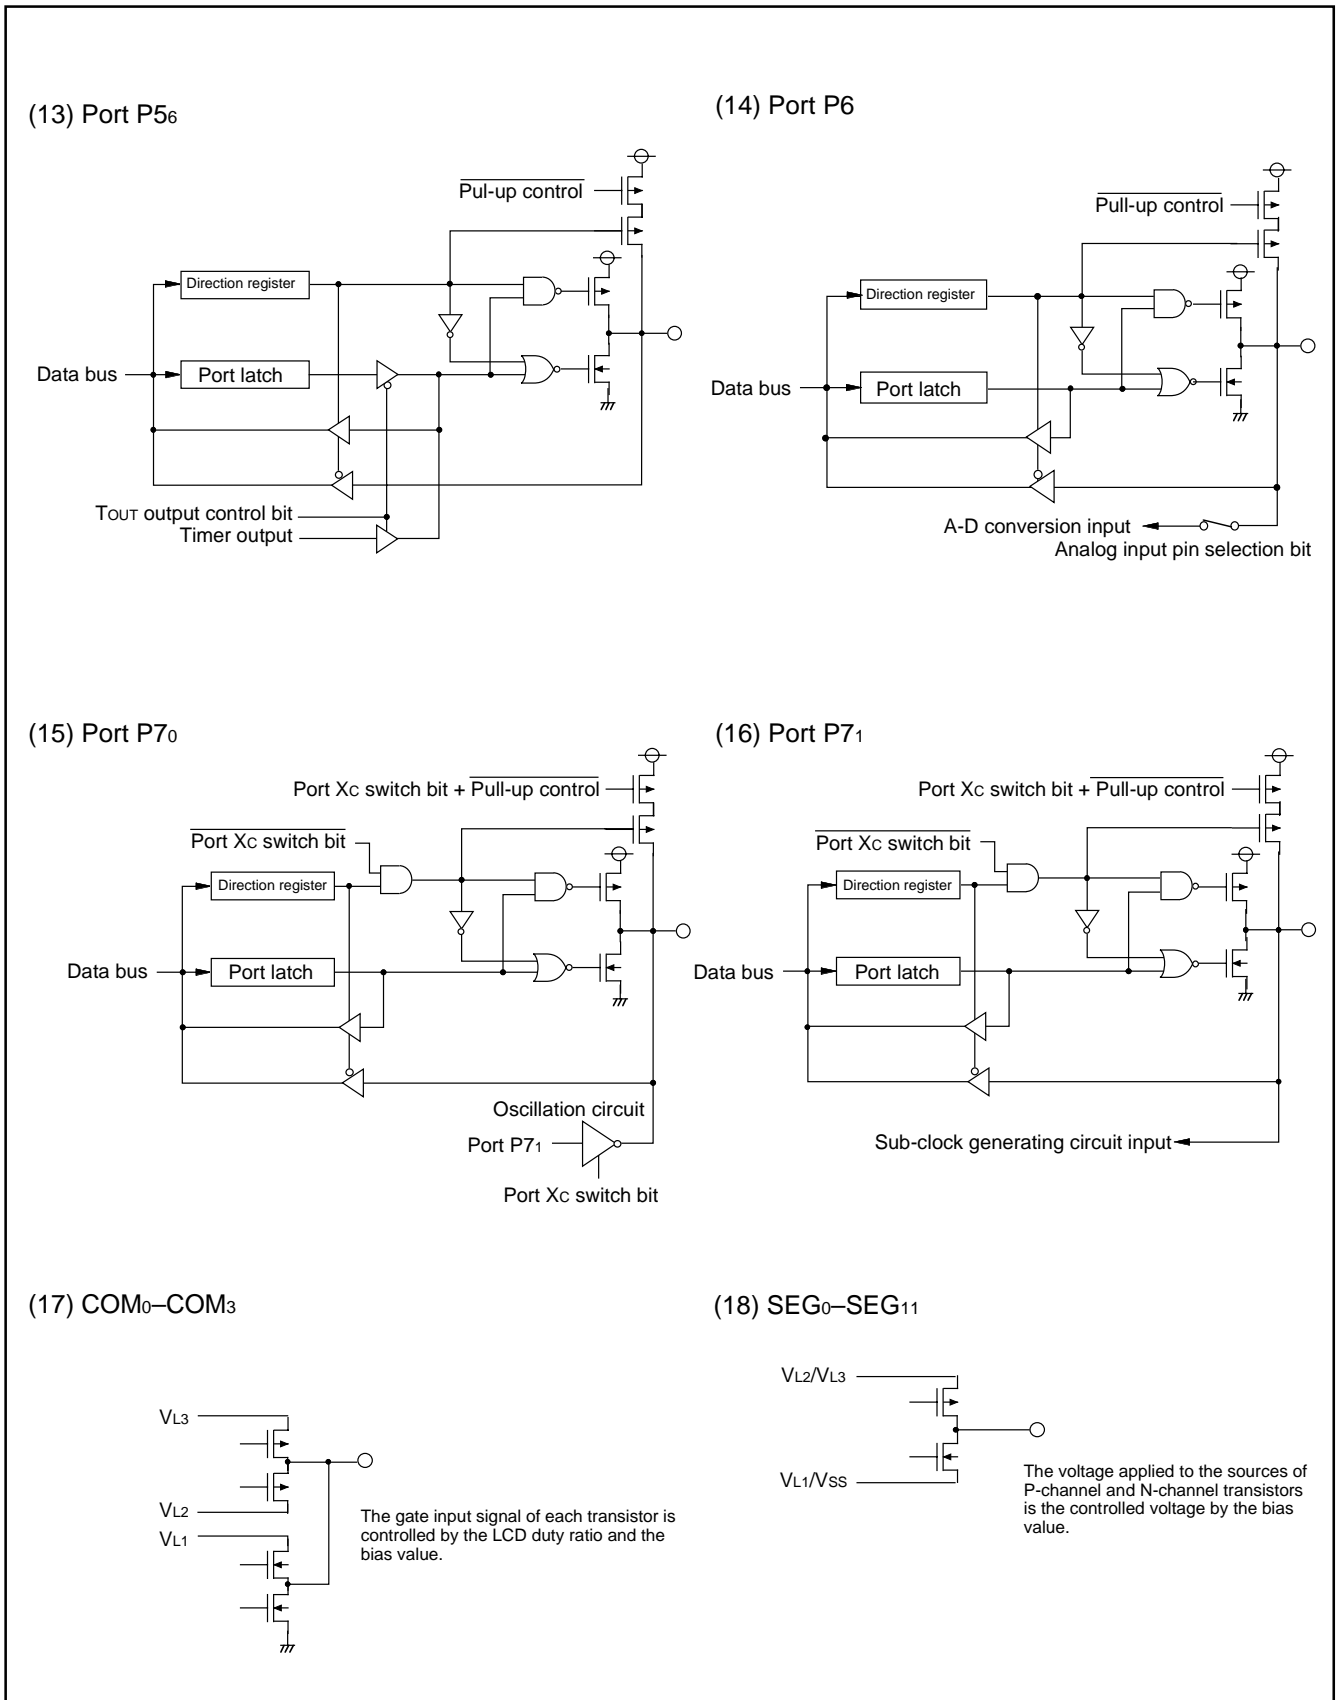 (13) Port P56
Pul-up control
Direction register
Data bus
Port latch
TOUT output control bit
Timer output
(14) Port P6
Pull-up control
Direction register
Data bus
Port latch
A-D conversion input
Analog input pin selection bit
(15) Port P70
Port XC switch bit + Pull-up control
Port XC switch bit
Direction register
Data bus
Port latch
Oscillation circuit
Port P71
Port XC switch bit
(16) Port P71
Port XC switch bit + Pull-up control
Port XC switch bit
Direction register
Data bus
Port latch
Sub-clock generating circuit input
(17) COM0–COM3
VL3
VL2
VL1
The gate input signal of each transistor is
controlled by the LCD duty ratio and the
bias value.
(18) SEG0–SEG11
VL2/VL3
VL1/VSS
The voltage applied to the sources of
P-channel and N-channel transistors
is the controlled voltage by the bias
value.